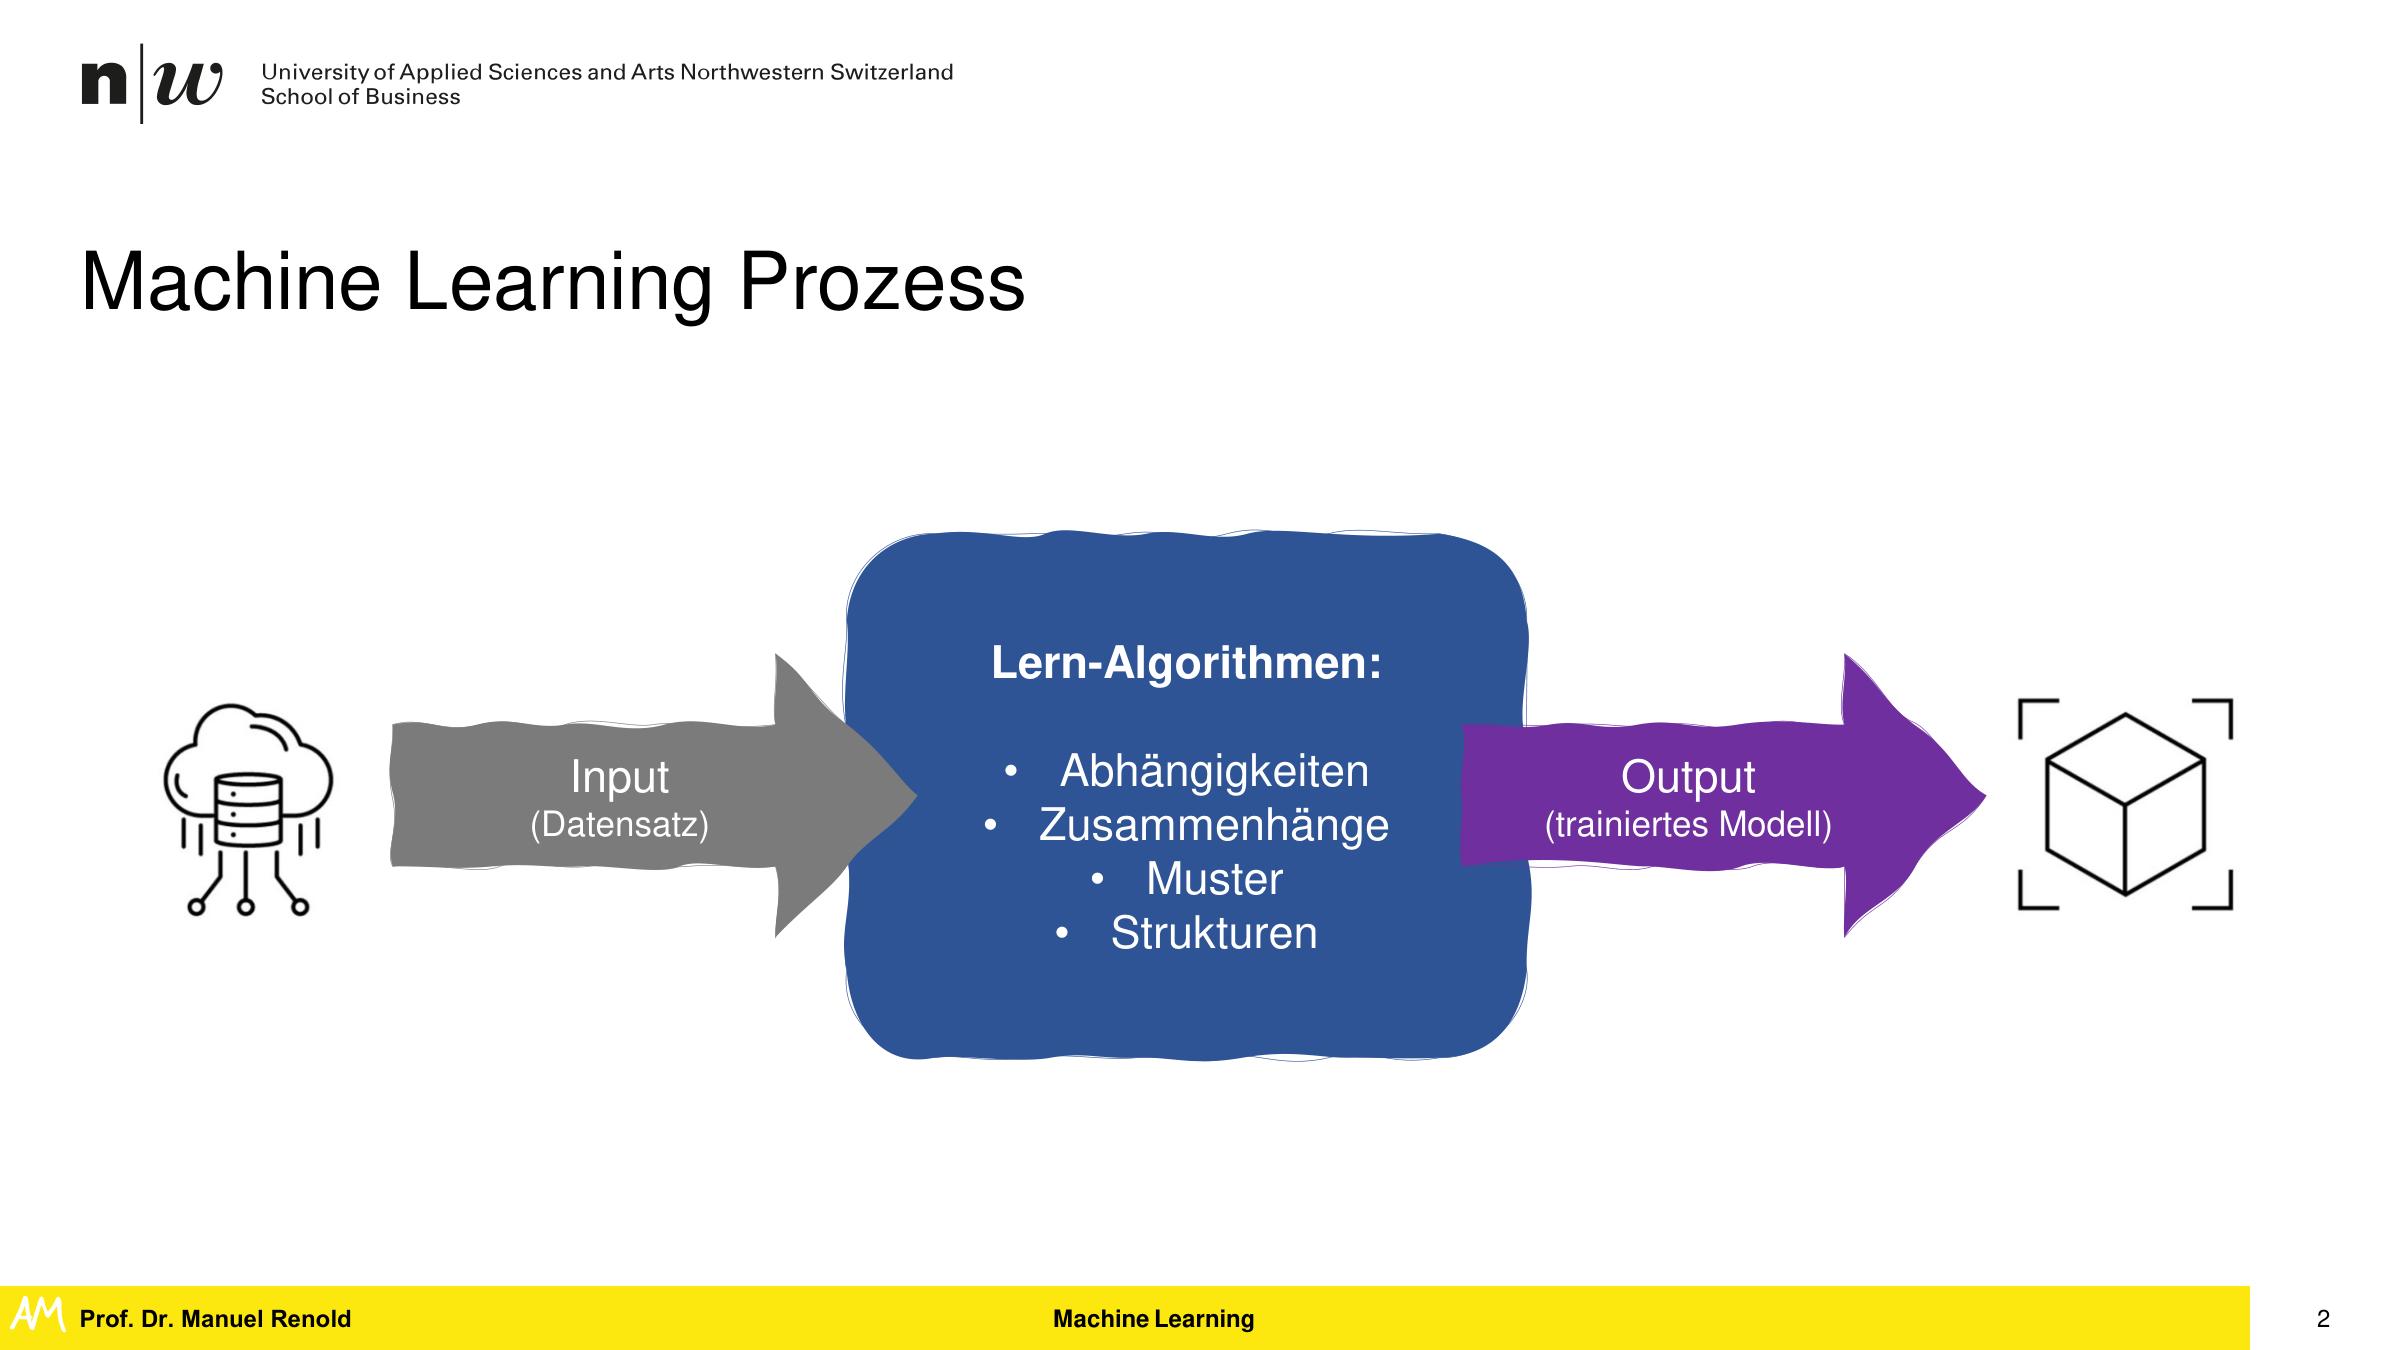 n|w University of Applied Sciences and Arts Northwestern Switzerland
School of Business
Machine Learning Prozess
Input
(Datensatz)
Lern-Algorithmen:
• Abhängigkeiten
• Zusammenhänge
• Muster
• Strukturen
Output
(trainiertes Modell)
AM Prof. Dr. Manuel Renold
Machine Learning
2